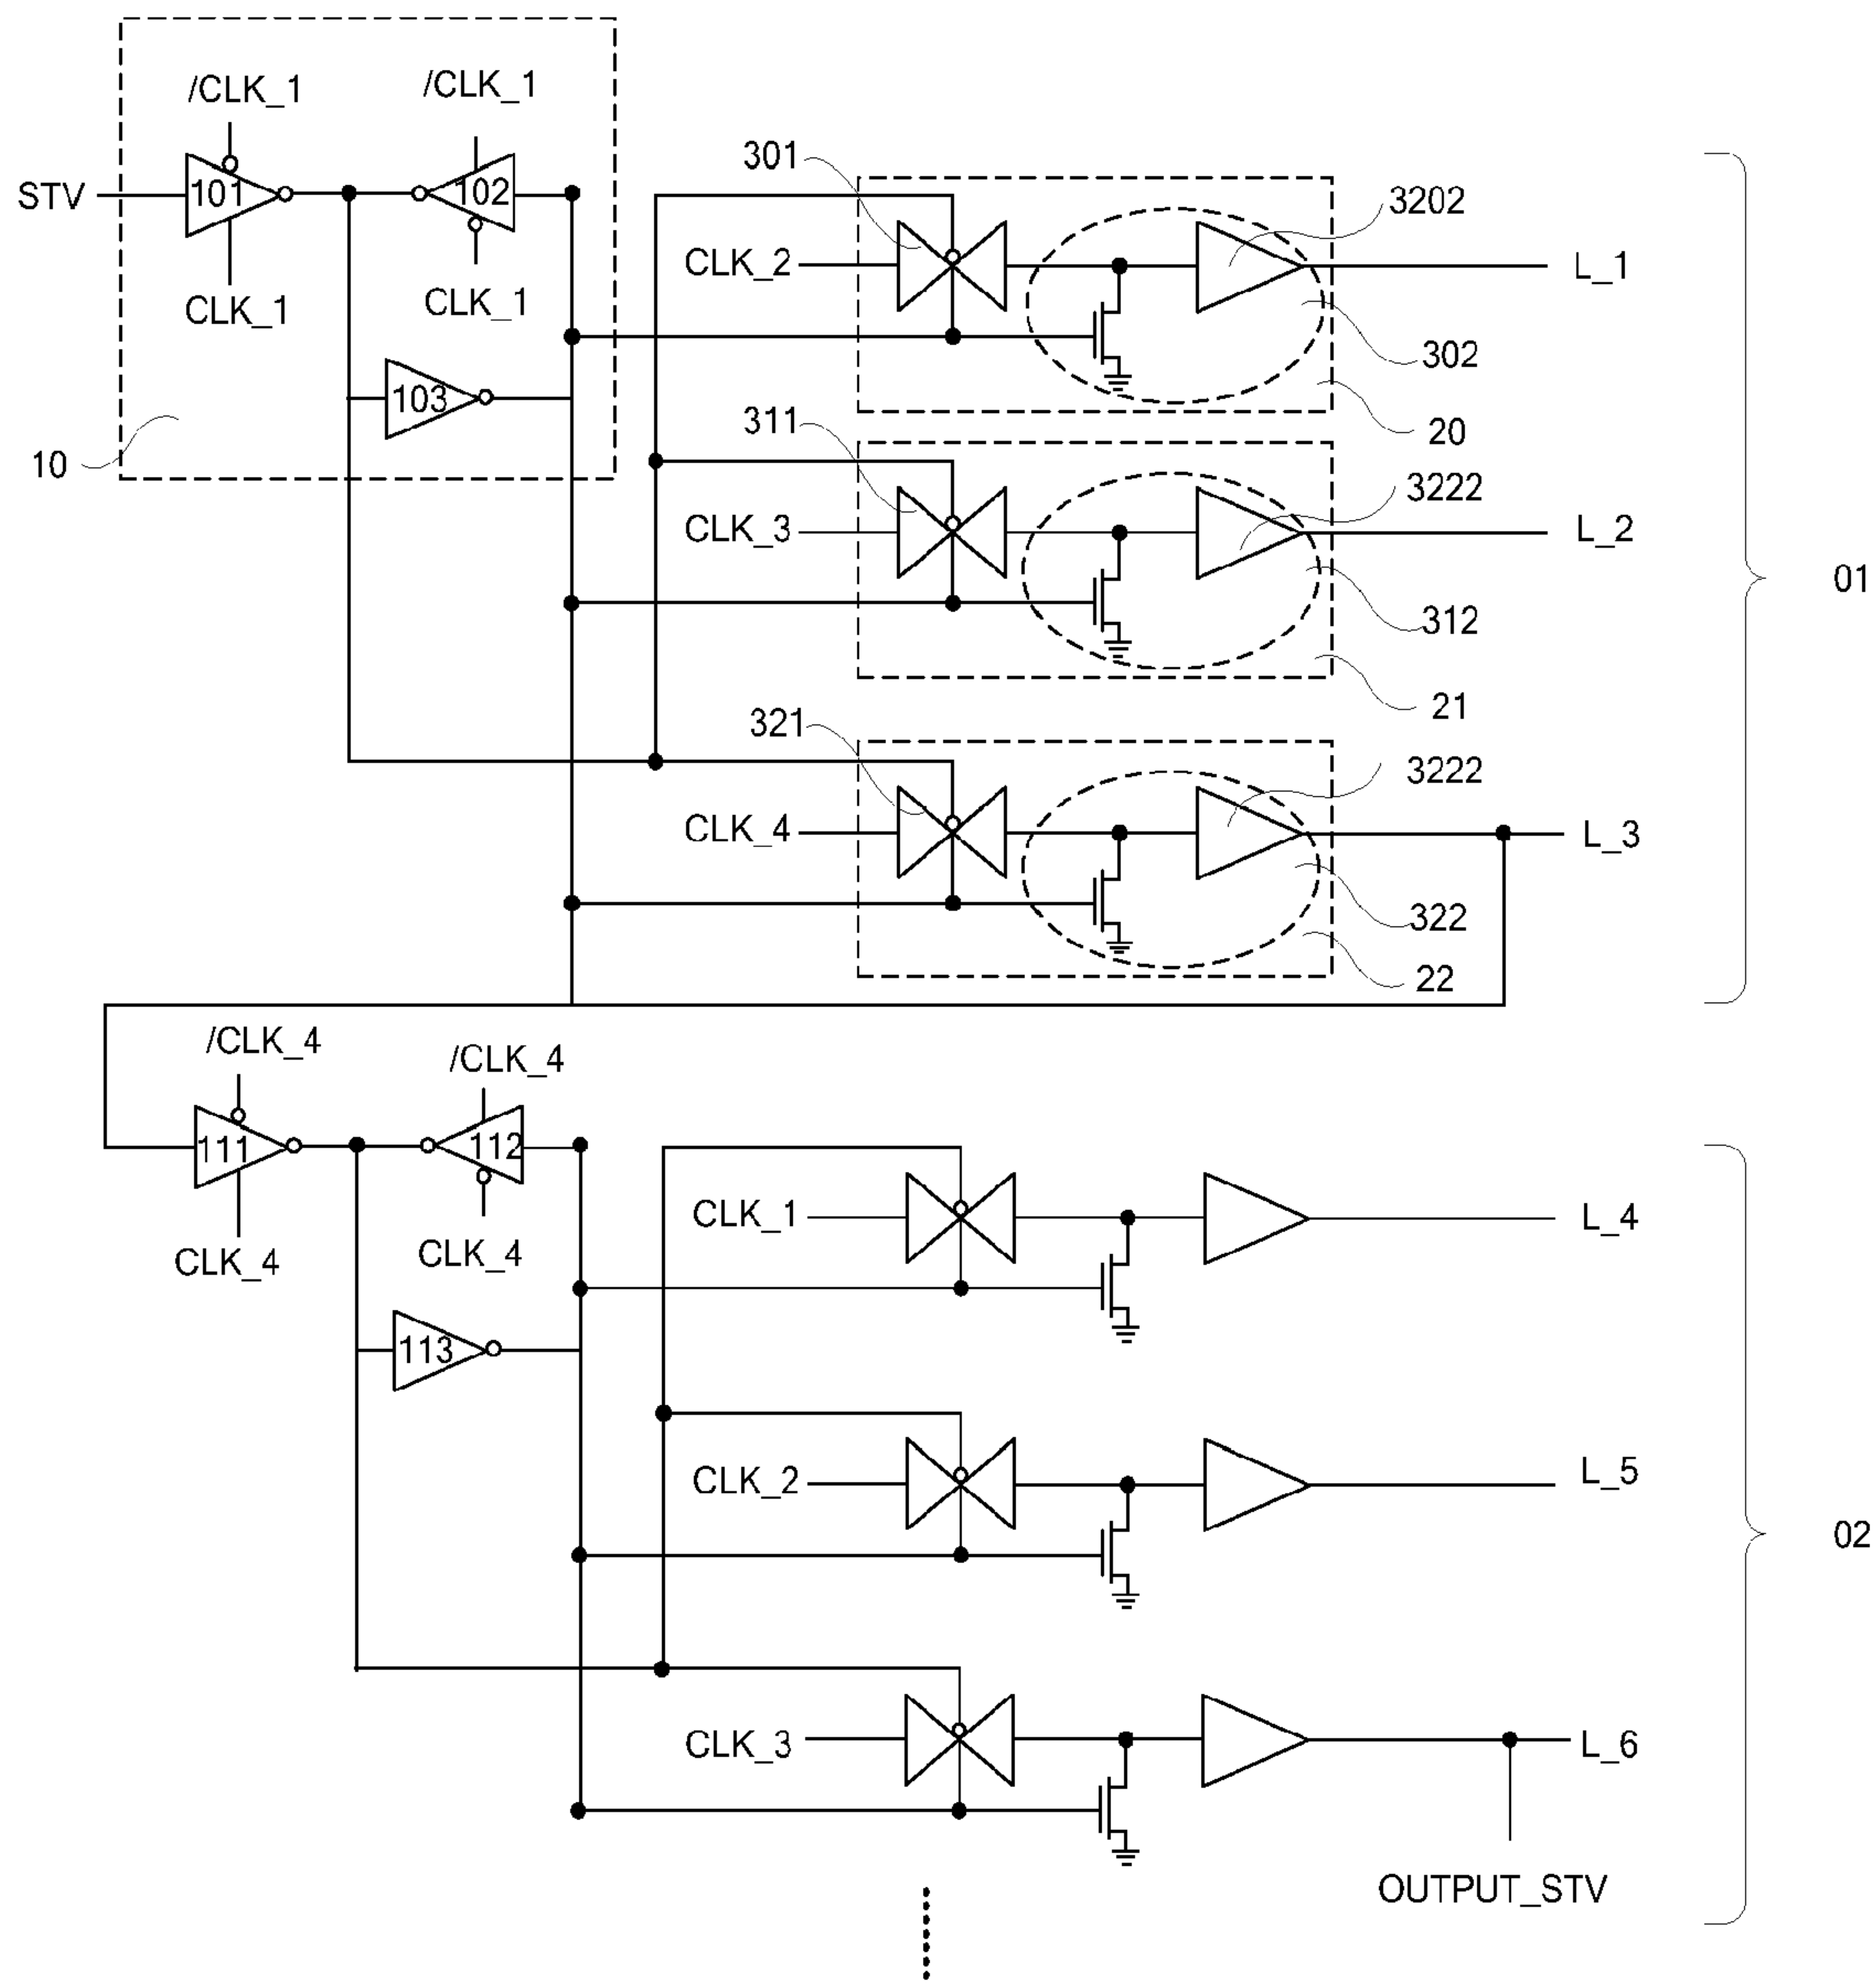 /CLK_1
/CLK_1
STV
101
102
CLK_1
CLK_1
103
10
301
3202
CLK_2
L_1
302
20
311
3222
CLK_3
L_2
312
21
01
321
3222
CLK_4
L_3
322
22
/CLK_4
/CLK_4
111
112
CLK_4
CLK_4
113
CLK_1
L_4
CLK_2
L_5
02
CLK_3
L_6
OUTPUT_STV